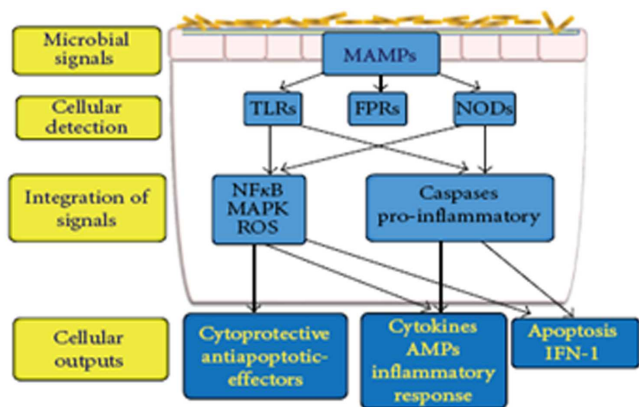 Microbial
signals
MAMPs
Cellular
detection
TLRs
FPRs
NODs
Integration of
signals
NFκB
MAPK
ROS
Caspases
pro-inflammatory
Cellular
outputs
Cytoprotective
antiapoptotic-
effectors
Cytokines
AMPs
inflammatory
response
Apoptosis
IFN-1